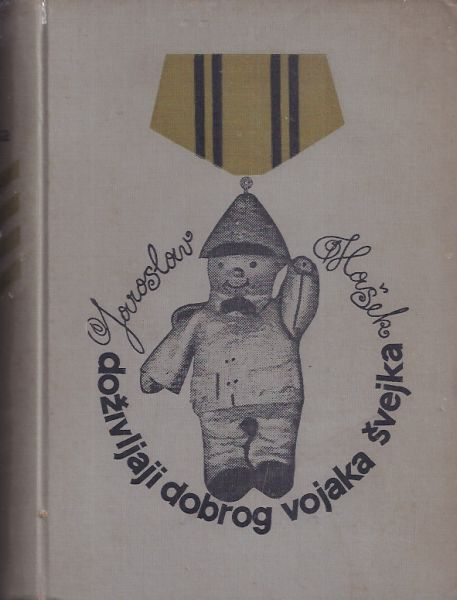 Jaroslav Hašek
doživljaji dobrog vojaka švejka